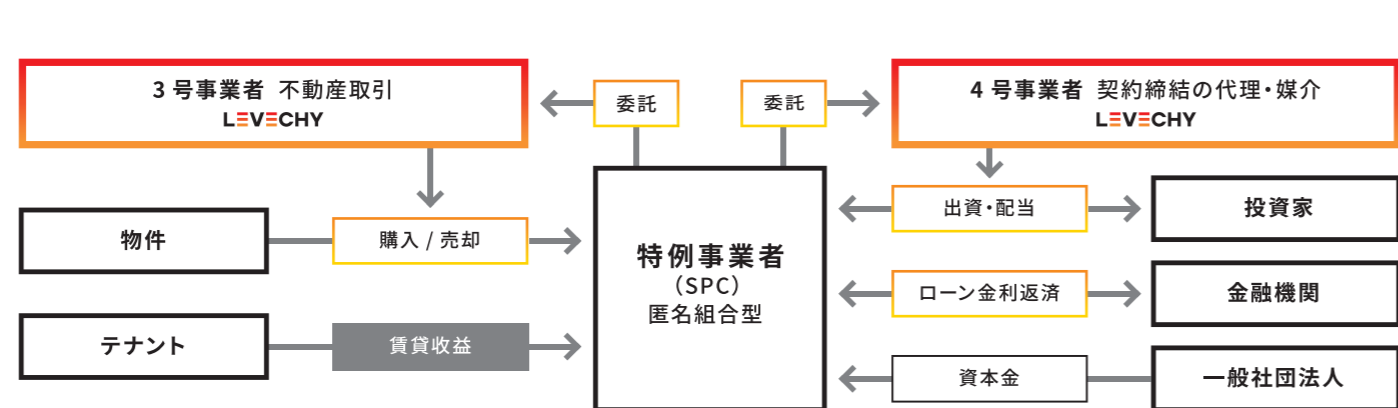 3 号事業者 不動産取引
LEVECHY
委託
委託
4 号事業者 契約締結の代理・媒介
LEVECHY
物件
購入 / 売却
テナント
賃貸収益
特例事業者
（SPC）
匿名組合型
出資・配当
投資家
ローン金利返済
金融機関
資本金
一般社団法人